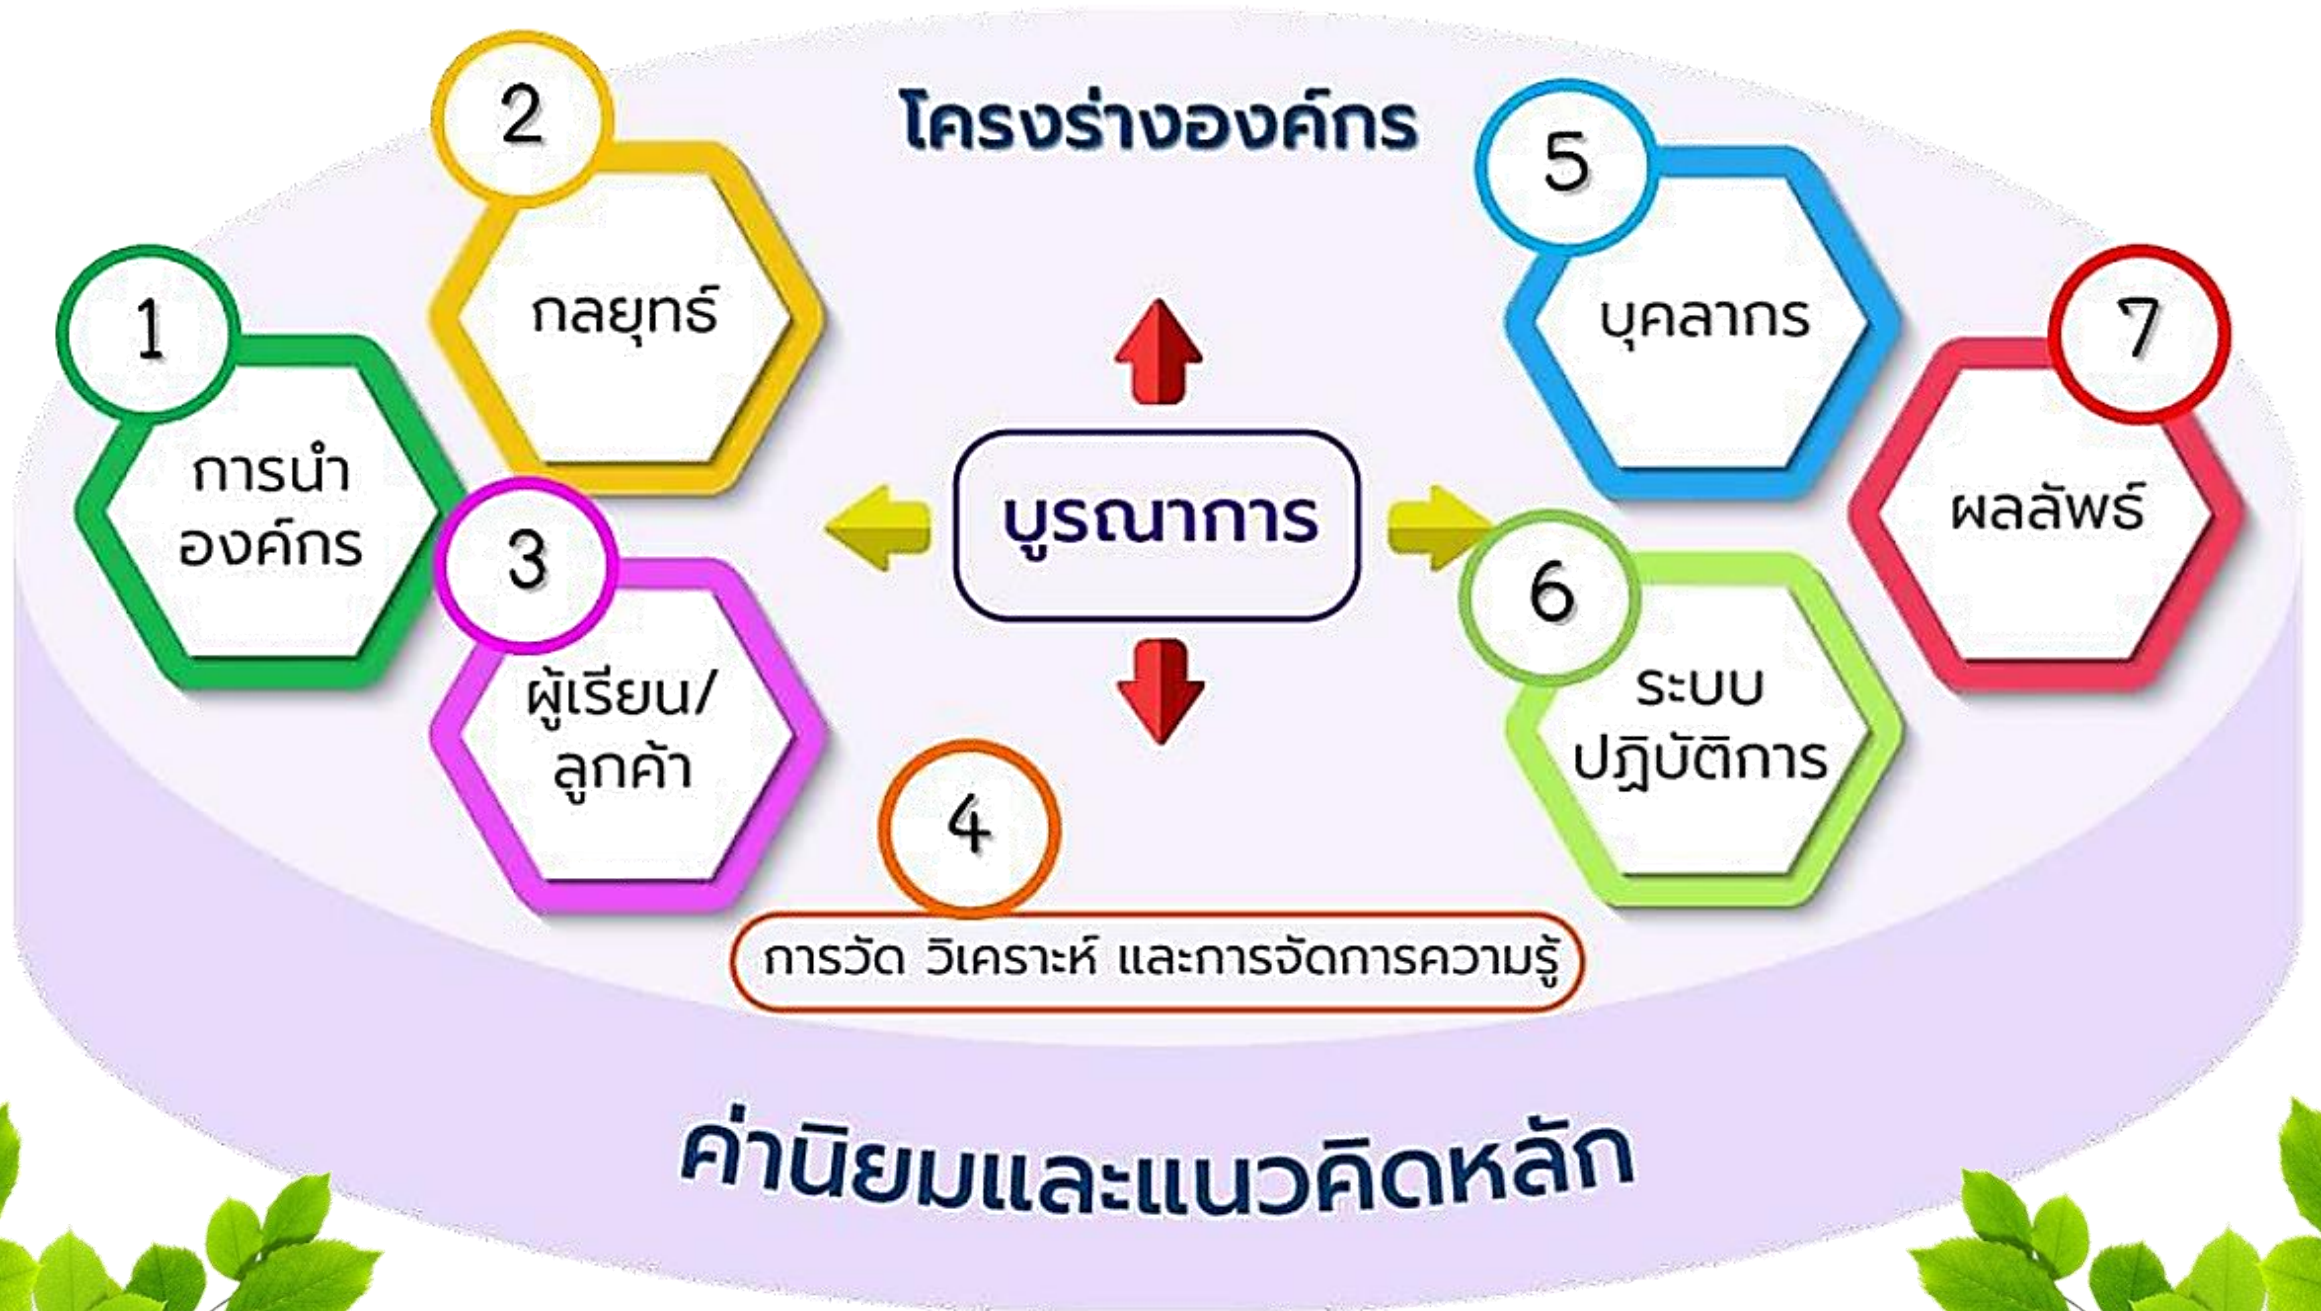 โครงร่างองค์กร
1
การนำ
องค์กร
2
กลยุทธ์
3
ผู้เรียน/
ลูกค้า
บูรณาการ
4
การวัด วิเคราะห์ และการจัดการความรู้
5
บุคลากร
6
ระบบ
ปฏิบัติการ
7
ผลลัพธ์
ค่านิยมและแนวคิดหลัก